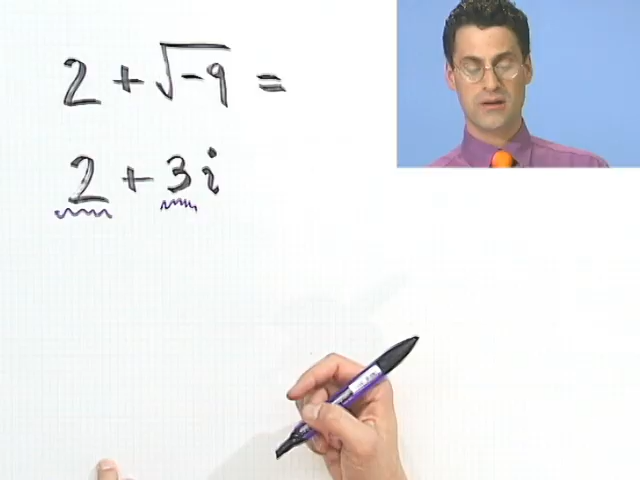 2 + √-9 =
2 + 3i